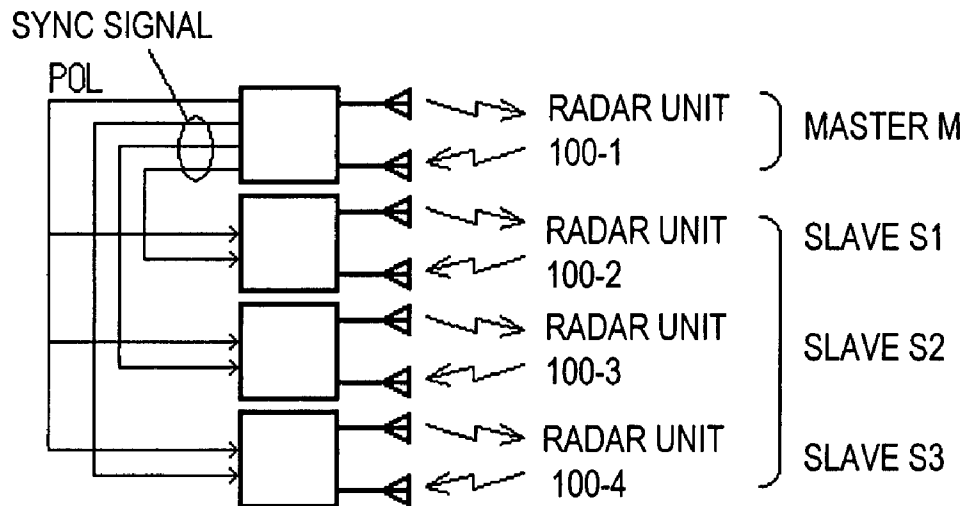 SYNC SIGNAL
POL
RADAR UNIT
100-1
MASTER M
RADAR UNIT
100-2
SLAVE S1
RADAR UNIT
100-3
SLAVE S2
RADAR UNIT
100-4
SLAVE S3